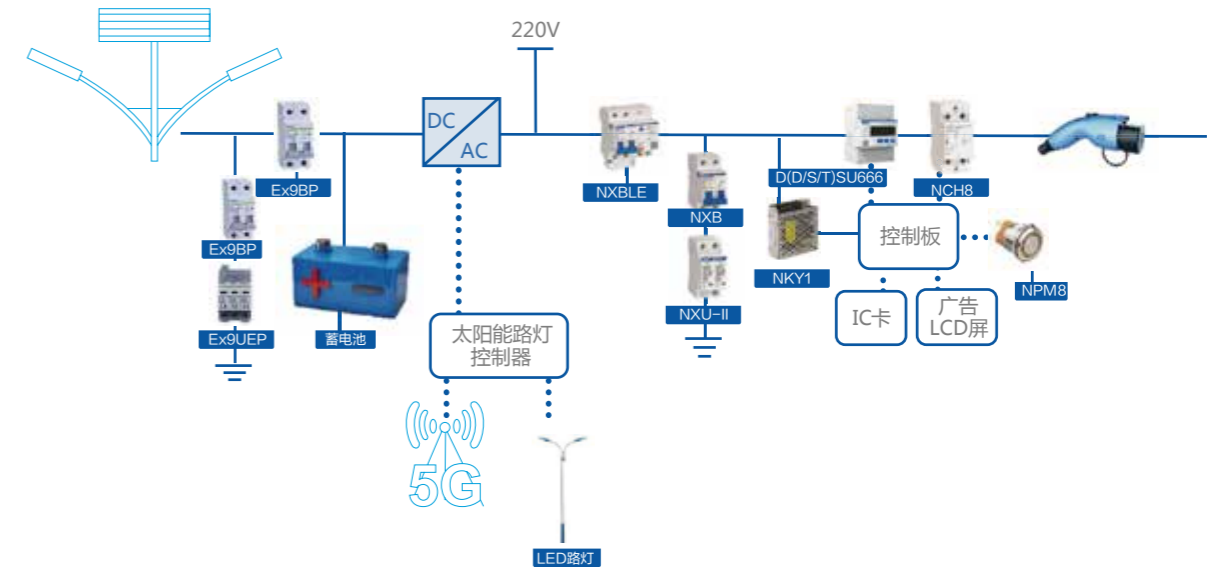 220V
DC
AC
Ex9BP
Ex9BP
Ex9UEP
蓄电池
太阳能路灯
控制器
5G
LED路灯
NXBLE
NXB
NXU-II
D(D/S/T)SU666
NCH8
NKY1
控制板
NPM8
IC卡
广告
LCD屏